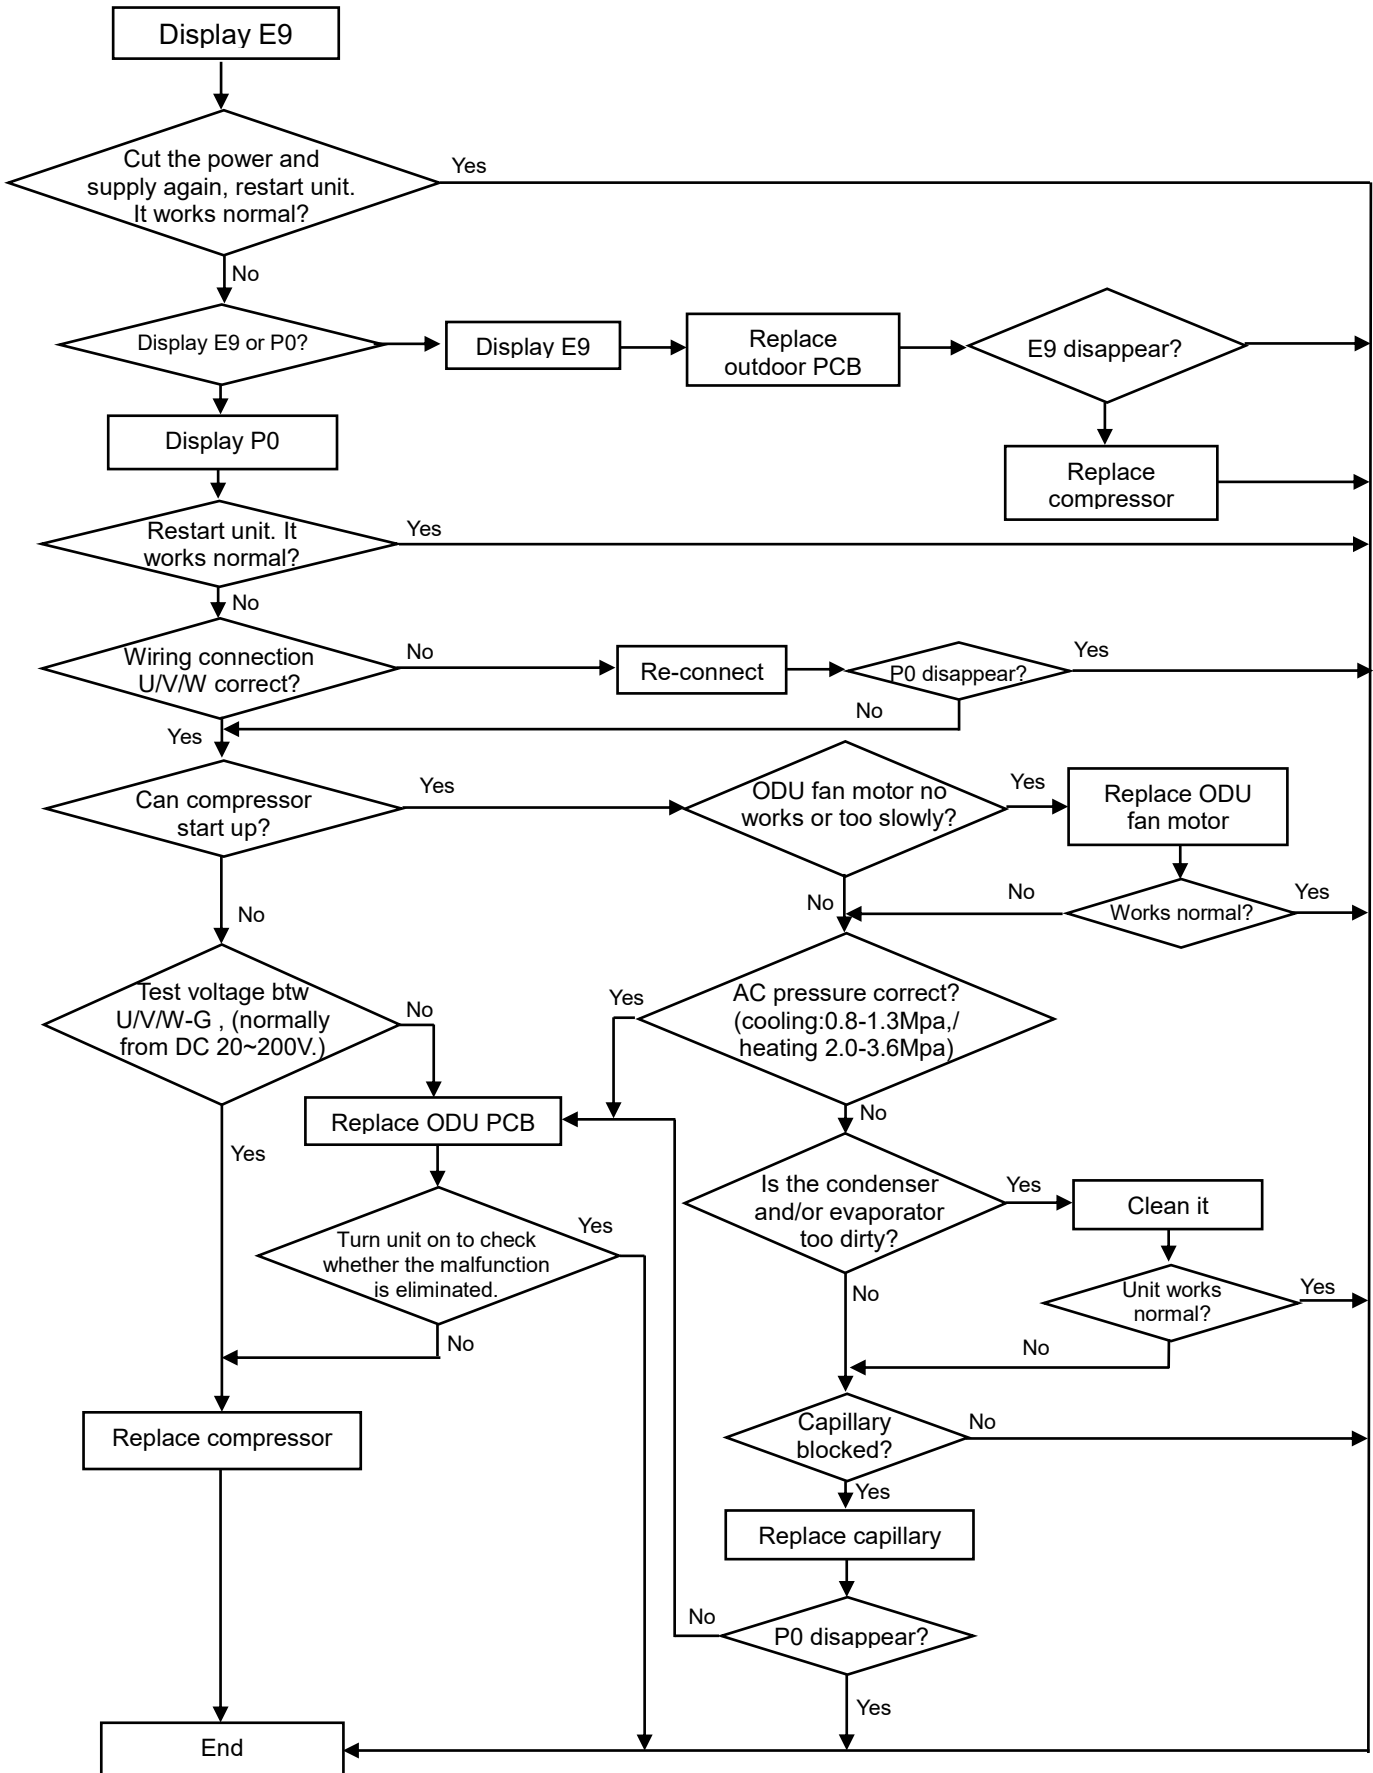 Display E9
Cut the power and
supply again, restart unit.
It works normal?
Yes
No
Display E9 or P0?
Display E9
Replace
outdoor PCB
E9 disappear?
Display P0
Replace
compressor
Restart unit. It
works normal?
Yes
No
Wiring connection
U/V/W correct?
No
Re-connect
P0 disappear?
Yes
No
Yes
Can compressor
start up?
Yes
ODU fan motor no
works or too slowly?
Yes
Replace ODU
fan motor
No
No
Works normal?
Yes
No
Test voltage btw
U/V/W-G , (normally
from DC 20~200V.)
No
Yes
AC pressure correct?
(cooling:0.8-1.3Mpa,/
heating 2.0-3.6Mpa)
Replace ODU PCB
No
Yes
Is the condenser
and/or evaporator
too dirty?
Yes
Clean it
Turn unit on to check
whether the malfunction
is eliminated.
Yes
No
Unit works
normal?
Yes
No
No
Replace compressor
Capillary
blocked?
No
Yes
Replace capillary
No
P0 disappear?
Yes
End